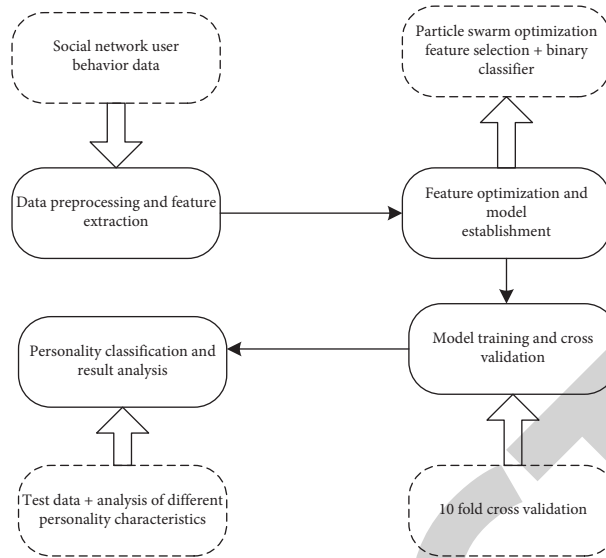 Social network user
behavior data
Particle swarm optimization
feature selection + binary
classifier
Data preprocessing and feature
extraction
Feature optimization and
model
establishment
Personality classification and
result analysis
Model training and cross
validation
Test data + analysis of different
personality characteristics
10 fold cross validation